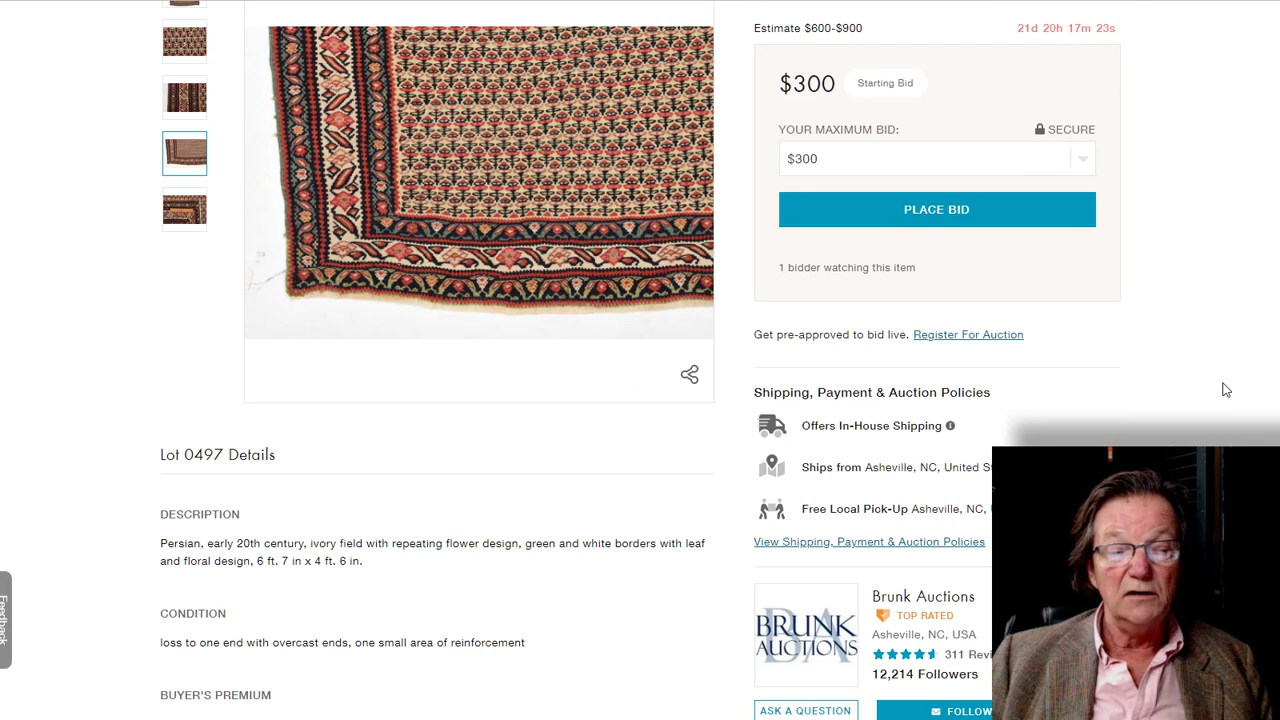 Estimate $600-$900
21d 20h 17m 23s
$300
Starting Bid
YOUR MAXIMUM BID:
SECURE
$300
PLACE BID
1 bidder watching this item
Get pre-approved to bid live. Register For Auction
Shipping, Payment & Auction Policies
Offers In-House Shipping
Ships from Asheville, NC, United
Free Local Pick-Up Asheville, NC,
View Shipping, Payment & Auction Policies
BRUNK
AUCTIONS
Brunk Auctions
TOP RATED
Asheville, NC, USA
311
12,214 Followers
ASK A QUESTION
FOLLOW
Lot 0497 Details
DESCRIPTION
Persian, early 20th century, ivory field with repeating flower design, green and white borders with leaf
and floral design, 6 ft. 7 in x 4 ft. 6 in.
CONDITION
loss to one end with overcast ends, one small area of reinforcement
BUYER'S PREMIUM
Feedback